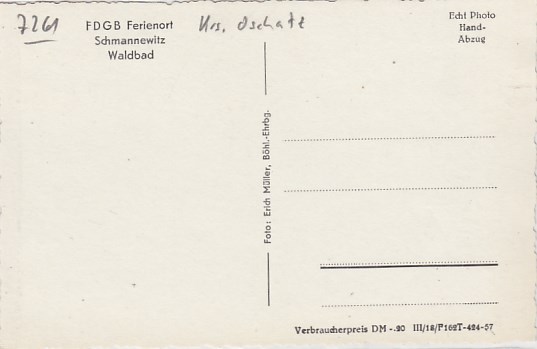 7261
FDGB Ferienort
Schmannewitz
Waldbad
Krs. Oschatz
Echt Photo
Hand-
Abzug
Foto: Erich Müller, Böhl.-Ehrbg.
Verbraucherpreis DM -.20 III/18/P162T-424-57